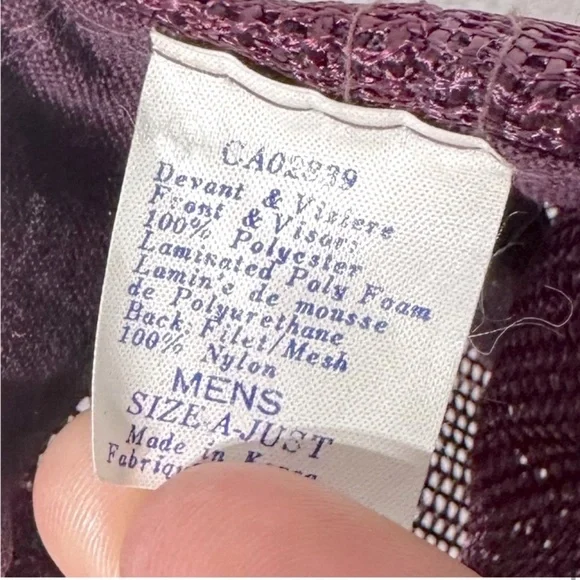 CA02839
Devant & Visiere
Front & Visor:
100% Polyester
Laminated Poly Foam
Lamin'e de mousse
de Polyurethane
Back: Filet/Mesh
100% Nylon
MENS
SIZE A-JUST
Made in Korea